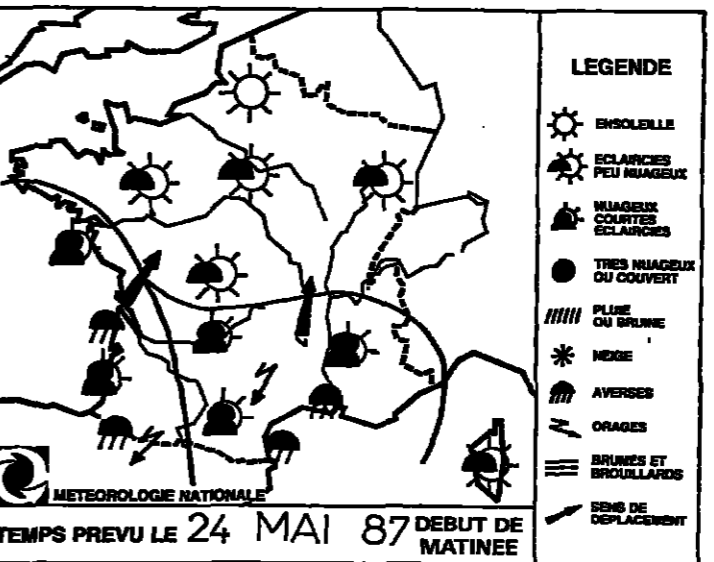 LEGENDE
ENSOLEILLE
ECLAIRCIES
PEU NUAGEUX
NUAGEUX
COURTES
ECLAIRCIES
TRES NUAGEUX
OU COUVERT
PLUIE
OU BRUINE
NEIGE
AVERSES
ORAGES
BRUMES ET
BROUILLARDS
SENS DE
DEPLACEMENT
METEOROLOGIE NATIONALE
TEMPS PREVU LE 24 MAI 87 DEBUT DE
MATINEE